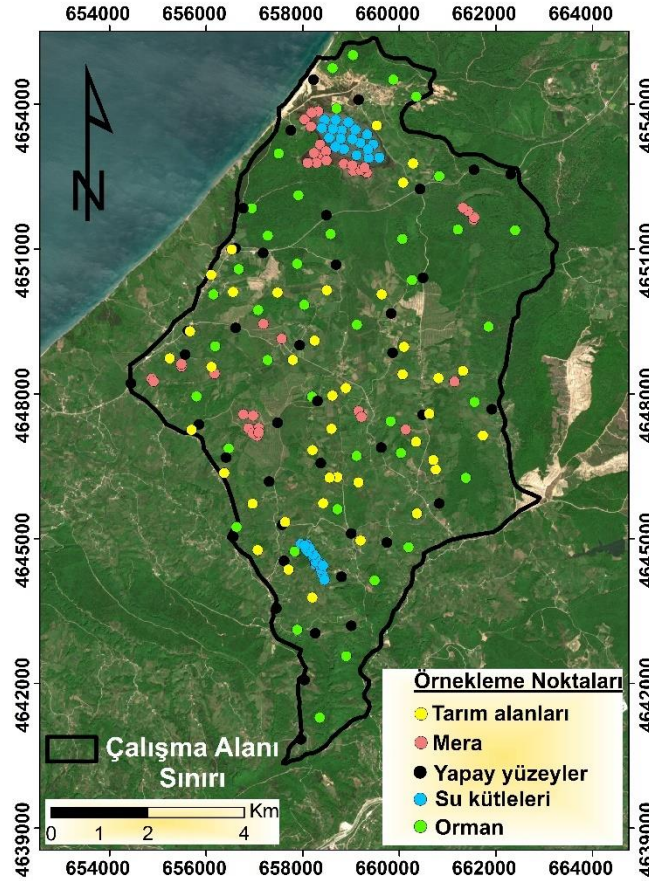 654000 656000 658000 660000 662000 664000
4654000 4654000
N
4651000 4651000
4648000 4648000
4645000 4645000
4642000 4642000
Örnekleme Noktaları
Tarım alanları
Mera
Yapay yüzeyler
Su kütleleri
Orman
Çalışma Alanı
Sınırı
Km
0 1 2 4
4639000 4639000
654000 656000 658000 660000 662000 664000